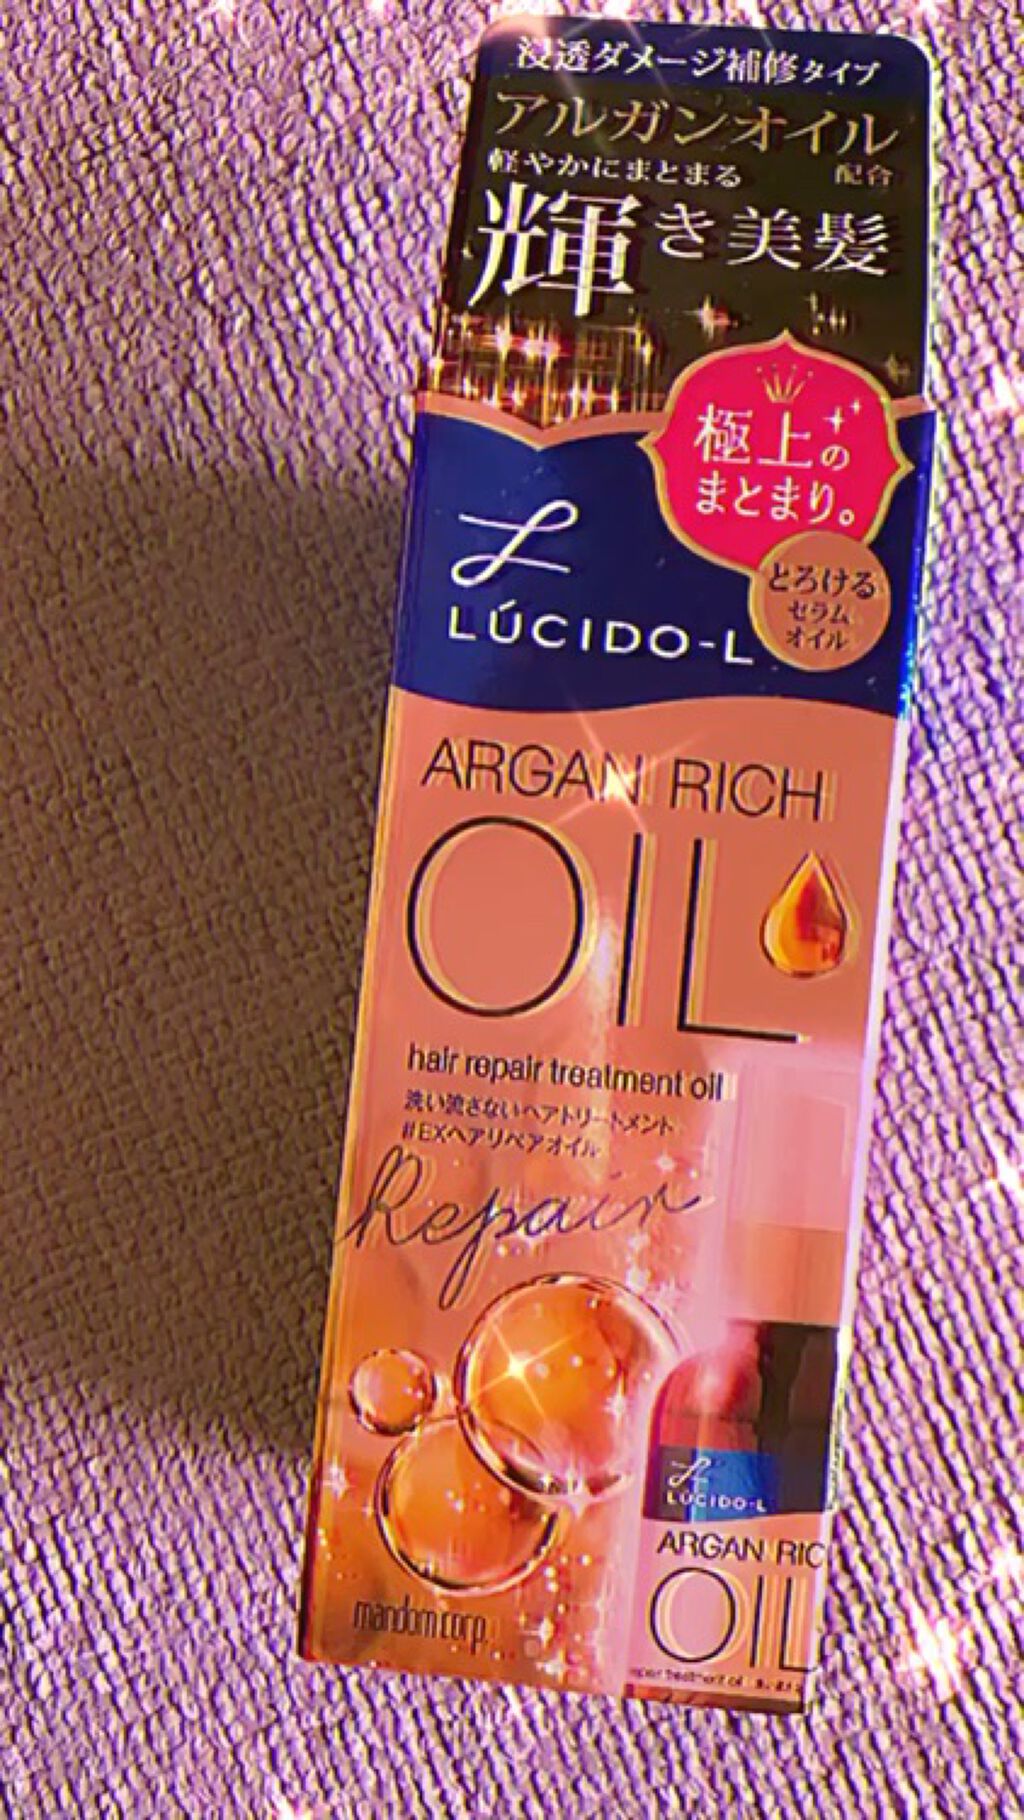 浸透ダメージ補修タイプ
アルガンオイル
配合
軽やかにまとまる
輝き美髪
極上の
まとまり。
とろける
セラム
オイル
L
LÚCIDO-L
ARGAN RICH
OIL
hair repair treatment oil
洗い流さないヘアトリートメント
#EXヘアリペアオイル
Repair
L
LÚCIDO-L
ARGAN RIC
OIL
mandom corp.